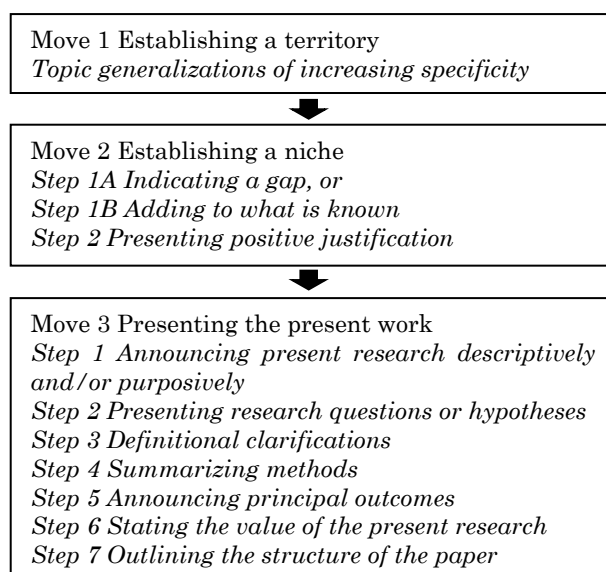 Move 1 Establishing a territory
Topic generalizations of increasing specificity
Move 2 Establishing a niche
Step 1A Indicating a gap, or
Step 1B Adding to what is known
Step 2 Presenting positive justification
Move 3 Presenting the present work
Step 1 Announcing present research descriptively
and/or purposively
Step 2 Presenting research questions or hypotheses
Step 3 Definitional clarifications
Step 4 Summarizing methods
Step 5 Announcing principal outcomes
Step 6 Stating the value of the present research
Step 7 Outlining the structure of the paper